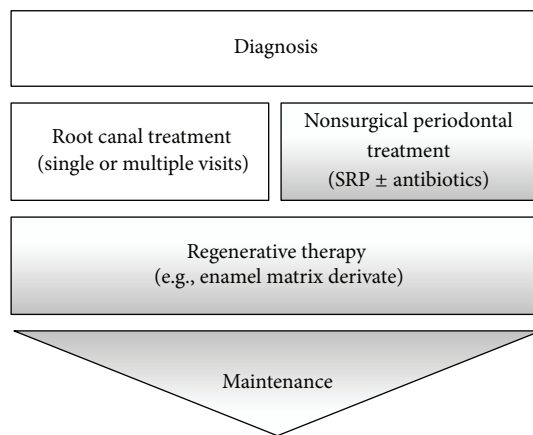 Diagnosis
Root canal treatment
(single or multiple visits)
Nonsurgical periodontal
treatment
(SRP ± antibiotics)
Regenerative therapy
(e.g., enamel matrix derivate)
Maintenance